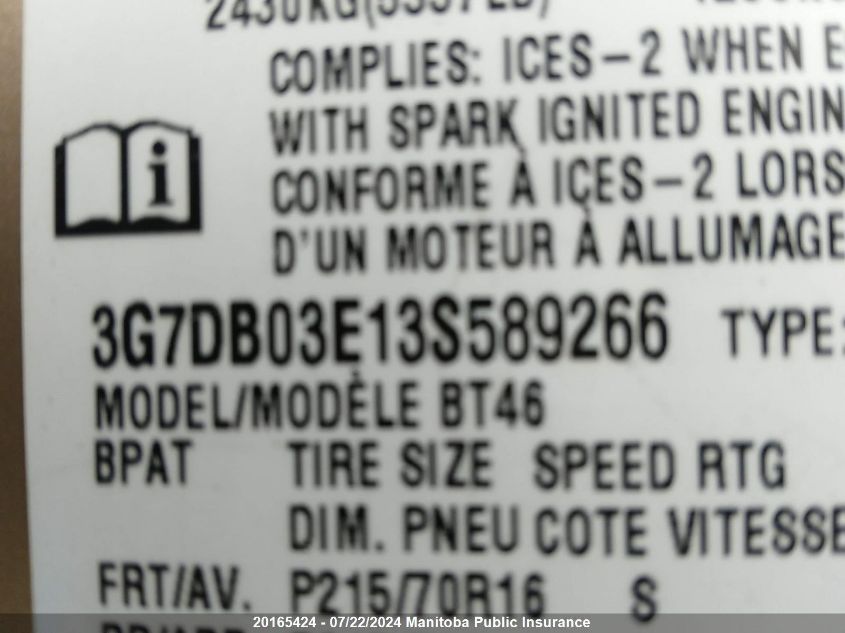 2430KG(5357LB)
COMPLIES: ICES-2 WHEN E
WITH SPARK IGNITED ENGIN
CONFORME À ICES-2 LORS
D'UN MOTEUR À ALLUMAGE
i
3G7DB03E13S589266 TYPE:
MODEL/MODÈLE BT46
BPAT TIRE SIZE SPEED RTG
DIM. PNEU COTE VITESSE
FRT/AV. P215/70R16 S
20165424 - 07/22/2024 Manitoba Public Insurance